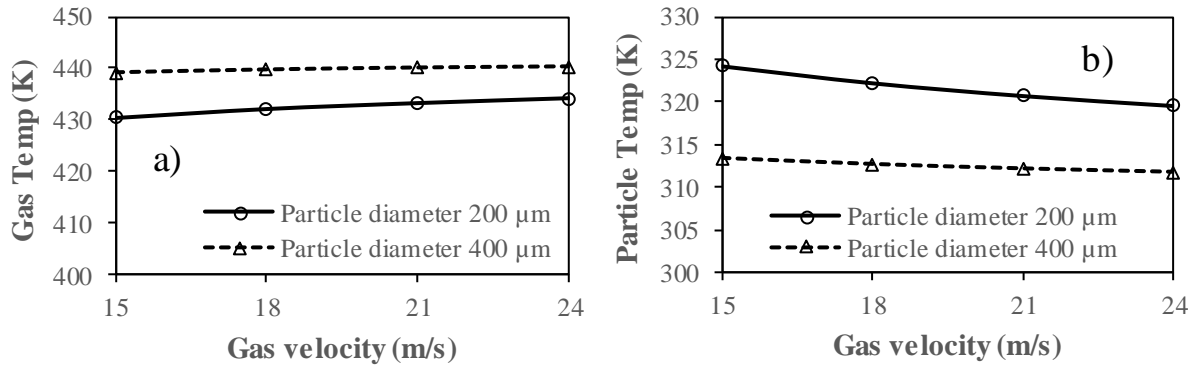 450
440
430
420
410
400
Gas Temp (K)
a)
Particle diameter 200 µm
Particle diameter 400 µm
15 18 21 24
Gas velocity (m/s)
330
325
320
315
310
305
300
Particle Temp (K)
b)
Particle diameter 200 µm
Particle diameter 400 µm
15 18 21 24
Gas velocity (m/s)